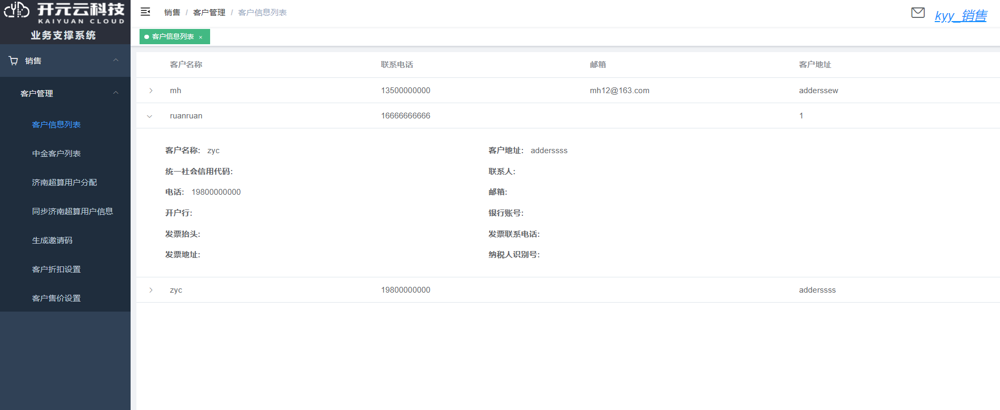 开元云科技
KAIYUAN CLOUD
业务支撑系统
销售
客户管理
客户信息列表
中金客户列表
济南超算用户分配
同步济南超算用户信息
生成邀请码
客户折扣设置
客户售价设置
销售 / 客户管理 / 客户信息列表
kyy_销售
客户信息列表 ×
客户名称 联系电话 邮箱 客户地址
mh 13500000000 mh12@163.com adderssew
ruanruan 16666666666 1
客户名称: zyc 客户地址: adderssss
统一社会信用代码: 联系人:
电话: 19800000000 邮箱:
开户行: 银行账号:
发票抬头: 发票联系电话:
发票地址: 纳税人识别号:
zyc 19800000000 adderssss